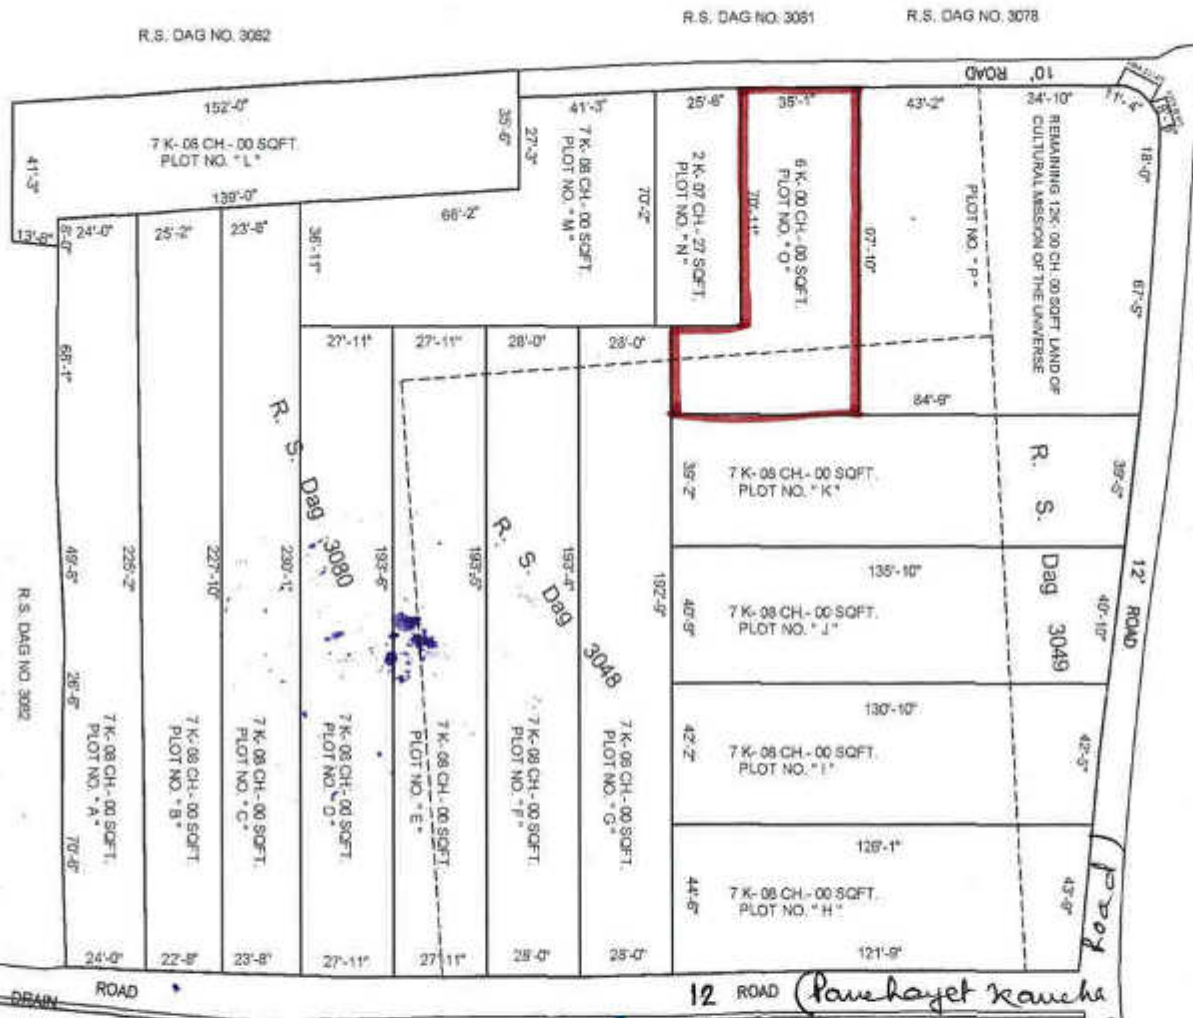 R.S. DAG NO. 3082
R.S. DAG NO. 3081
R.S. DAG NO. 3078
10' ROAD
152'-0"
7 K- 08 CH.- 00 SQFT.
PLOT NO. " L "
139'-0"
41'-3"
35'-6"
27'-3"
41'-3"
7 K- 08 CH.- 00 SQFT.
PLOT NO. " M "
70'-2"
66'-2"
25'-6"
2 K- 07 CH.- 27 SQFT.
PLOT NO. " N "
70'-11"
35'-1"
6 K- 00 CH.- 00 SQFT.
PLOT NO. " O "
97'-10"
43'-2"
PLOT NO. " P "
34'-10"
REMAINING 12K- 00 CH. 00 SQFT LAND OF
CULTURAL MISSION OF THE UNIVERSE
11'- 4"
18'-0"
67'-5"
84'-9"
24'-0"
25'-2"
23'-8"
36'-11"
68'-1"
27'-11"
27'-11"
28'-0"
28'-0"
R. S. Dag 3080
R. S. Dag 3048
R. S. Dag 3049
39'-2"
7 K- 08 CH.- 00 SQFT.
PLOT NO. " K "
39'-5"
135'-10"
40'-9"
7 K- 08 CH.- 00 SQFT.
PLOT NO. " J "
40'-10"
12' ROAD
130'-10"
42'-2"
7 K- 08 CH.- 00 SQFT.
PLOT NO. " I "
42'-5"
126'-1"
44'-6"
7 K- 08 CH.- 00 SQFT.
PLOT NO. " H "
43'-9"
121'-9"
R.S. DAG NO. 3082
49'-8"
225'-2"
227'-10"
230'-1"
193'-6"
193'-5"
193'-4"
192'-9"
26'-6"
70'-8"
7 K- 08 CH.- 00 SQFT.
PLOT NO. " A "
7 K- 08 CH.- 00 SQFT.
PLOT NO. " B "
7 K- 08 CH.- 00 SQFT.
PLOT NO. " C "
7 K- 08 CH.- 00 SQFT.
PLOT NO. " D "
7 K- 08 CH.- 00 SQFT.
PLOT NO. " E "
7 K- 08 CH.- 00 SQFT.
PLOT NO. " F "
7 K- 08 CH.- 00 SQFT.
PLOT NO. " G "
24'-0"
22'-8"
23'-8"
27'-11"
27'-11"
28'-0"
28'-0"
DRAIN
ROAD
12 ROAD (Panchayet kancha
Road)